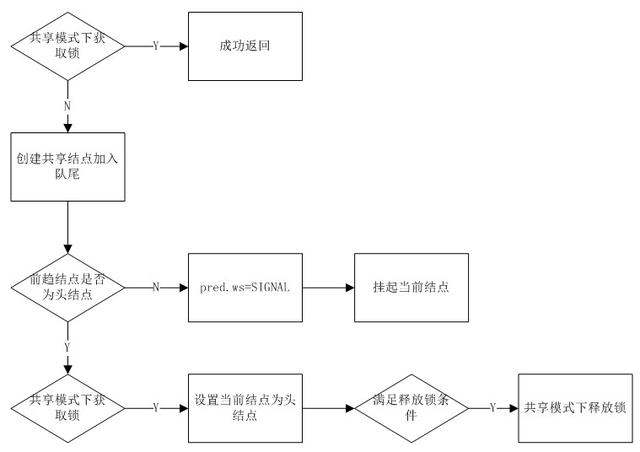 共享模式下获
取锁
Y
成功返回
N
创建共享结点加入
队尾
前趋结点是否
为头结点
N
pred.ws=SIGNAL
挂起当前结点
Y
共享模式下获
取锁
Y
设置当前结点为头
结点
满足释放锁条
件
Y
共享模式下释放锁